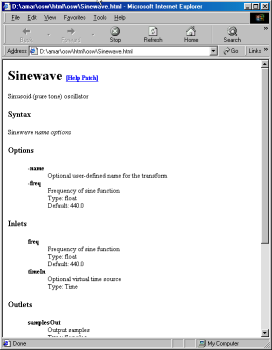 D:\amar\osw\html\osw\Sinewave.html - Microsoft Internet Explorer
File Edit View Favorites Tools Help
Back Forward Stop Refresh Home Search
Address D:\amar\osw\html\osw\Sinewave.html Go Links
Sinewave [Help Patch]
Sinusoid (pure tone) oscillator
Syntax
Sinewave name options
Options
-name
Optional user-defined name for the transform
-freq
Frequency of sine function
Type: float
Default: 440.0
Inlets
freq
Frequency of sine function
Type: float
Default: 440.0
timeIn
Optional virtual time source
Type: Time
Outlets
samplesOut
Output samples
Done My Computer